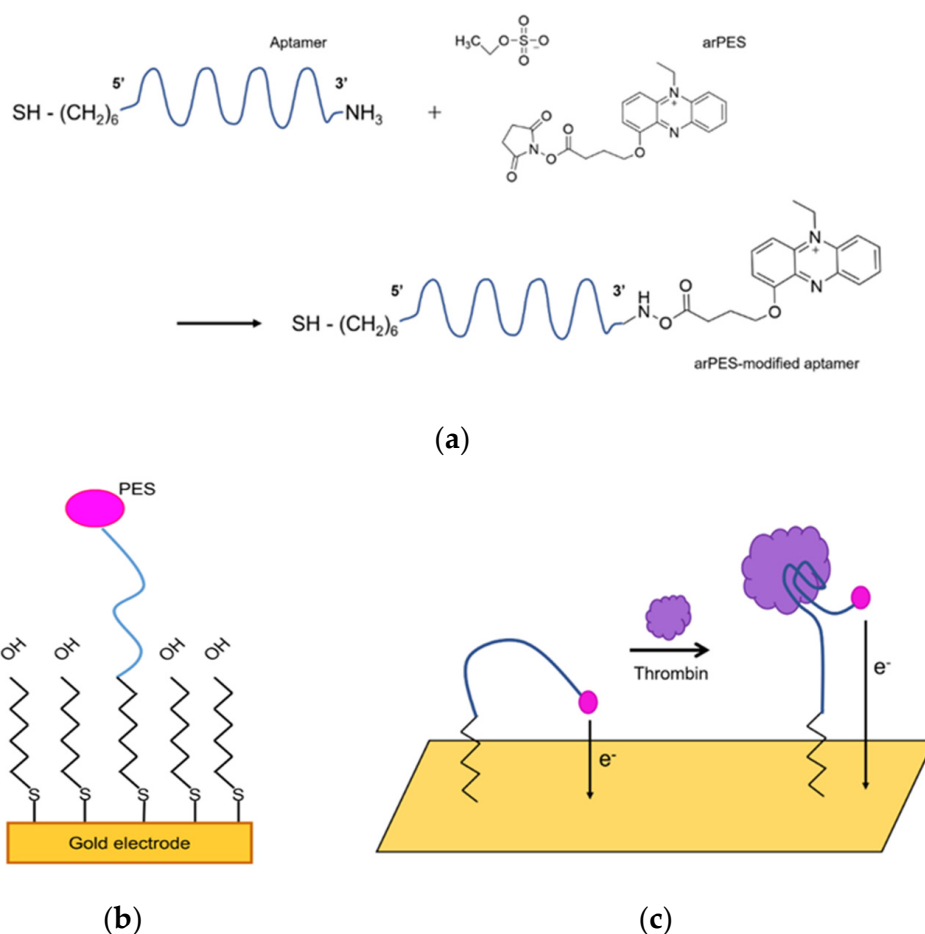 Aptamer
arPES
H₃C
O
O
S
O
O
−
5’
3’
SH - (CH₂)₆
NH₃
+
O
N
O
O
O
O
N
+
N
5’
3’
SH - (CH₂)₆
H
N
O
O
O
N
+
N
arPES-modified aptamer
(a)
PES
OH
OH
OH
OH
S
S
S
S
S
Gold electrode
(b)
Thrombin
e⁻
e⁻
(c)